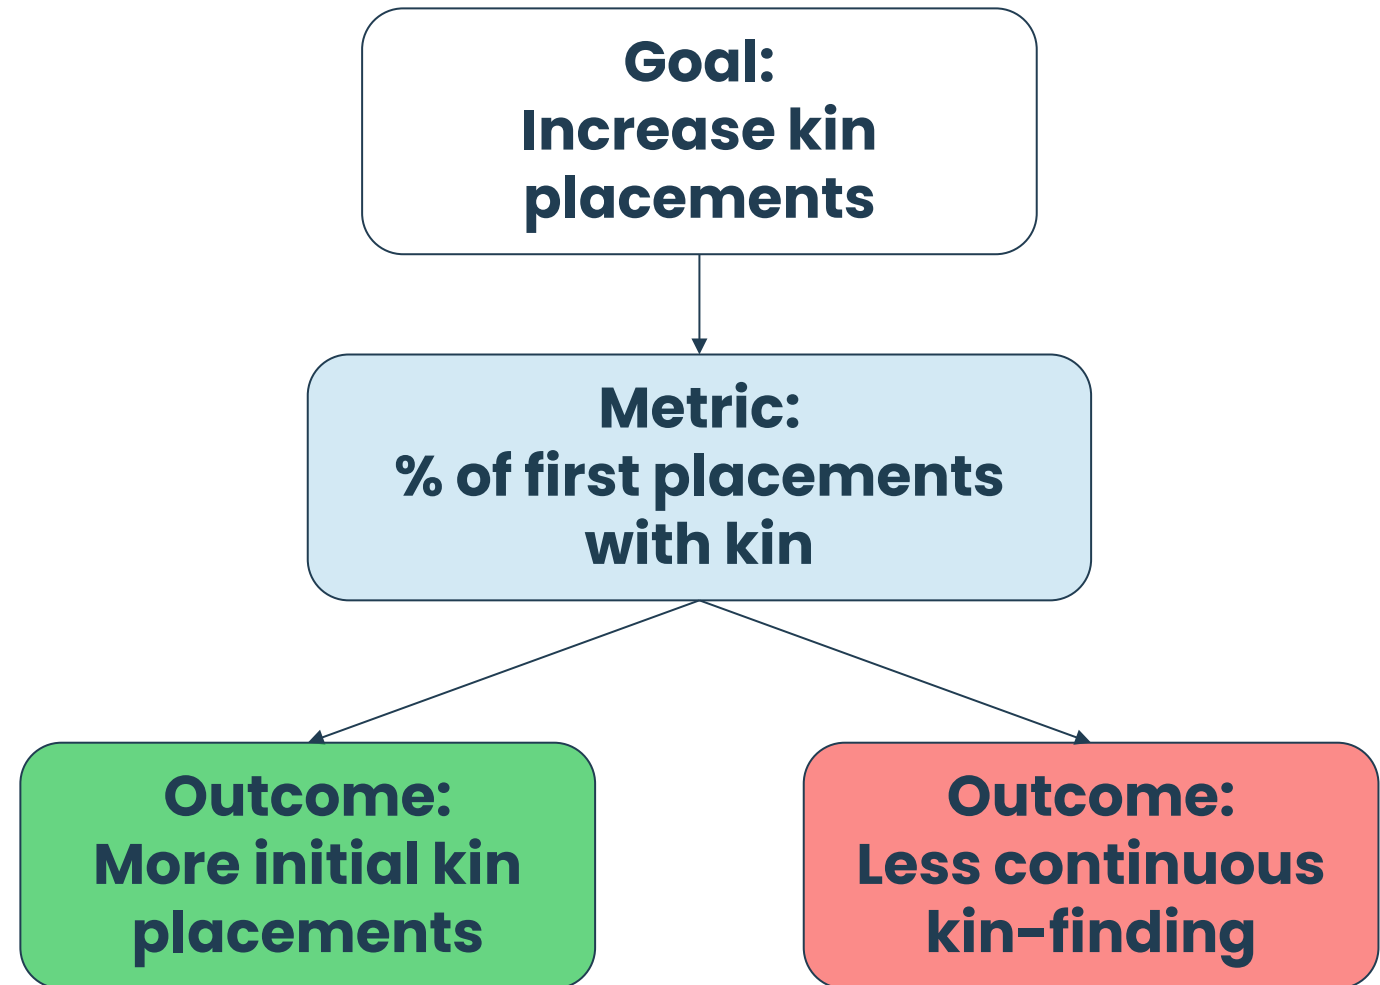 Goal:
Increase kin
placements
Metric:
% of first placements
with kin
Outcome:
More initial kin
placements
Outcome:
Less continuous
kin-finding